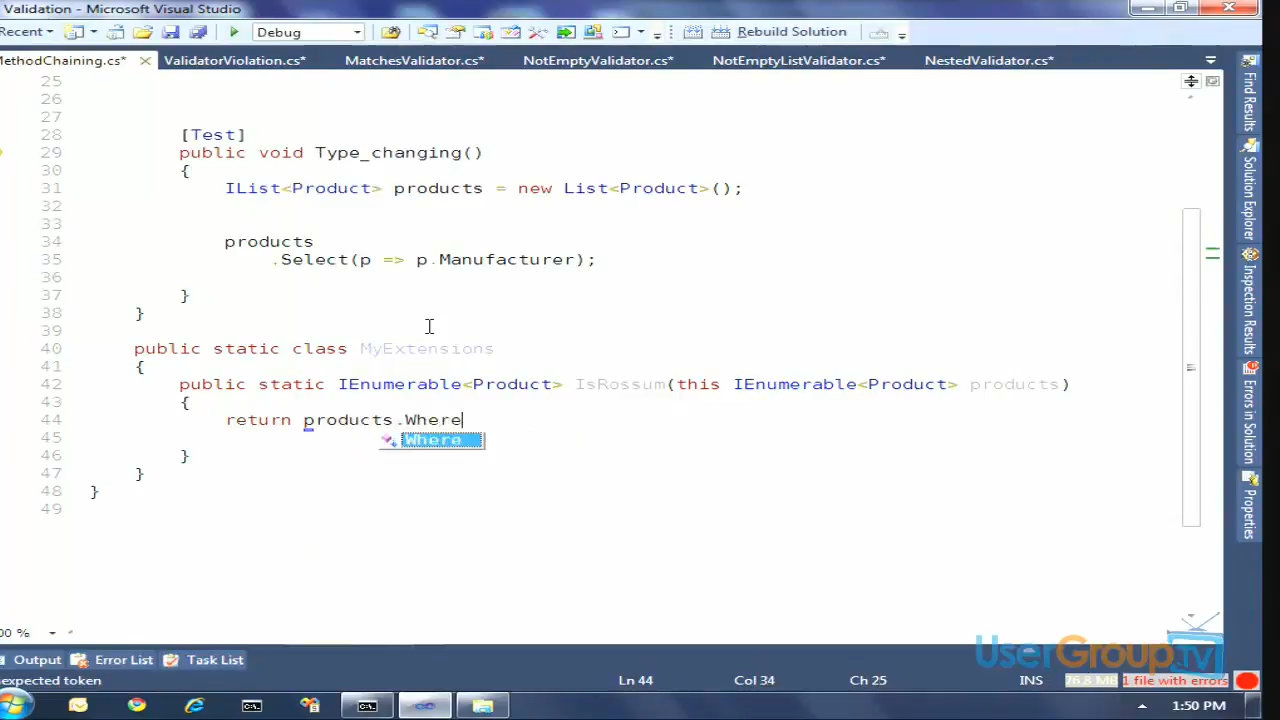 Validation - Microsoft Visual Studio
Recent Debug Rebuild Solution
MethodChaining.cs* ValidatorViolation.cs* MatchesValidator.cs* NotEmptyValidator.cs* NotEmptyListValidator.cs* NestedValidator.cs*
25
26
27
28 [Test]
29 public void Type_changing()
30 {
31 IList<Product> products = new List<Product>();
32
33
34 products
35 .Select(p => p.Manufacturer);
36
37 }
38 }
39
40 public static class MyExtensions
41 {
42 public static IEnumerable<Product> IsRossum(this IEnumerable<Product> products)
43 {
44 return products.Where
45 Where
46 }
47 }
48 }
49
Find Results
Solution Explorer
Inspection Results
Errors in Solution
Properties
00 %
UserGroup.tv
Output Error List Task List
expected token Ln 44 Col 34 Ch 25 INS 76.8 MB 1 file with errors
1:50 PM